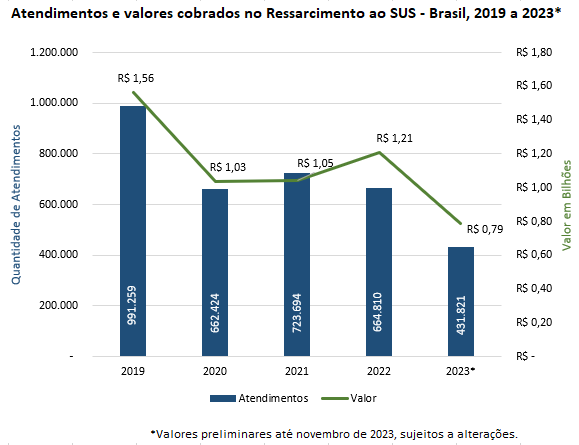 Atendimentos e valores cobrados no Ressarcimento ao SUS - Brasil, 2019 a 2023*
Quantidade de Atendimentos
1.200.000
1.000.000
800.000
600.000
400.000
200.000
-
R$ 1,56
R$ 1,03
R$ 1,05
R$ 1,21
R$ 0,79
991.259
662.424
723.694
664.810
431.821
R$ 1,80
R$ 1,60
R$ 1,40
R$ 1,20
R$ 1,00
R$ 0,80
R$ 0,60
R$ 0,40
R$ 0,20
R$ -
Valor em Bilhões
2019 2020 2021 2022 2023*
Atendimentos Valor
*Valores preliminares até novembro de 2023, sujeitos a alterações.